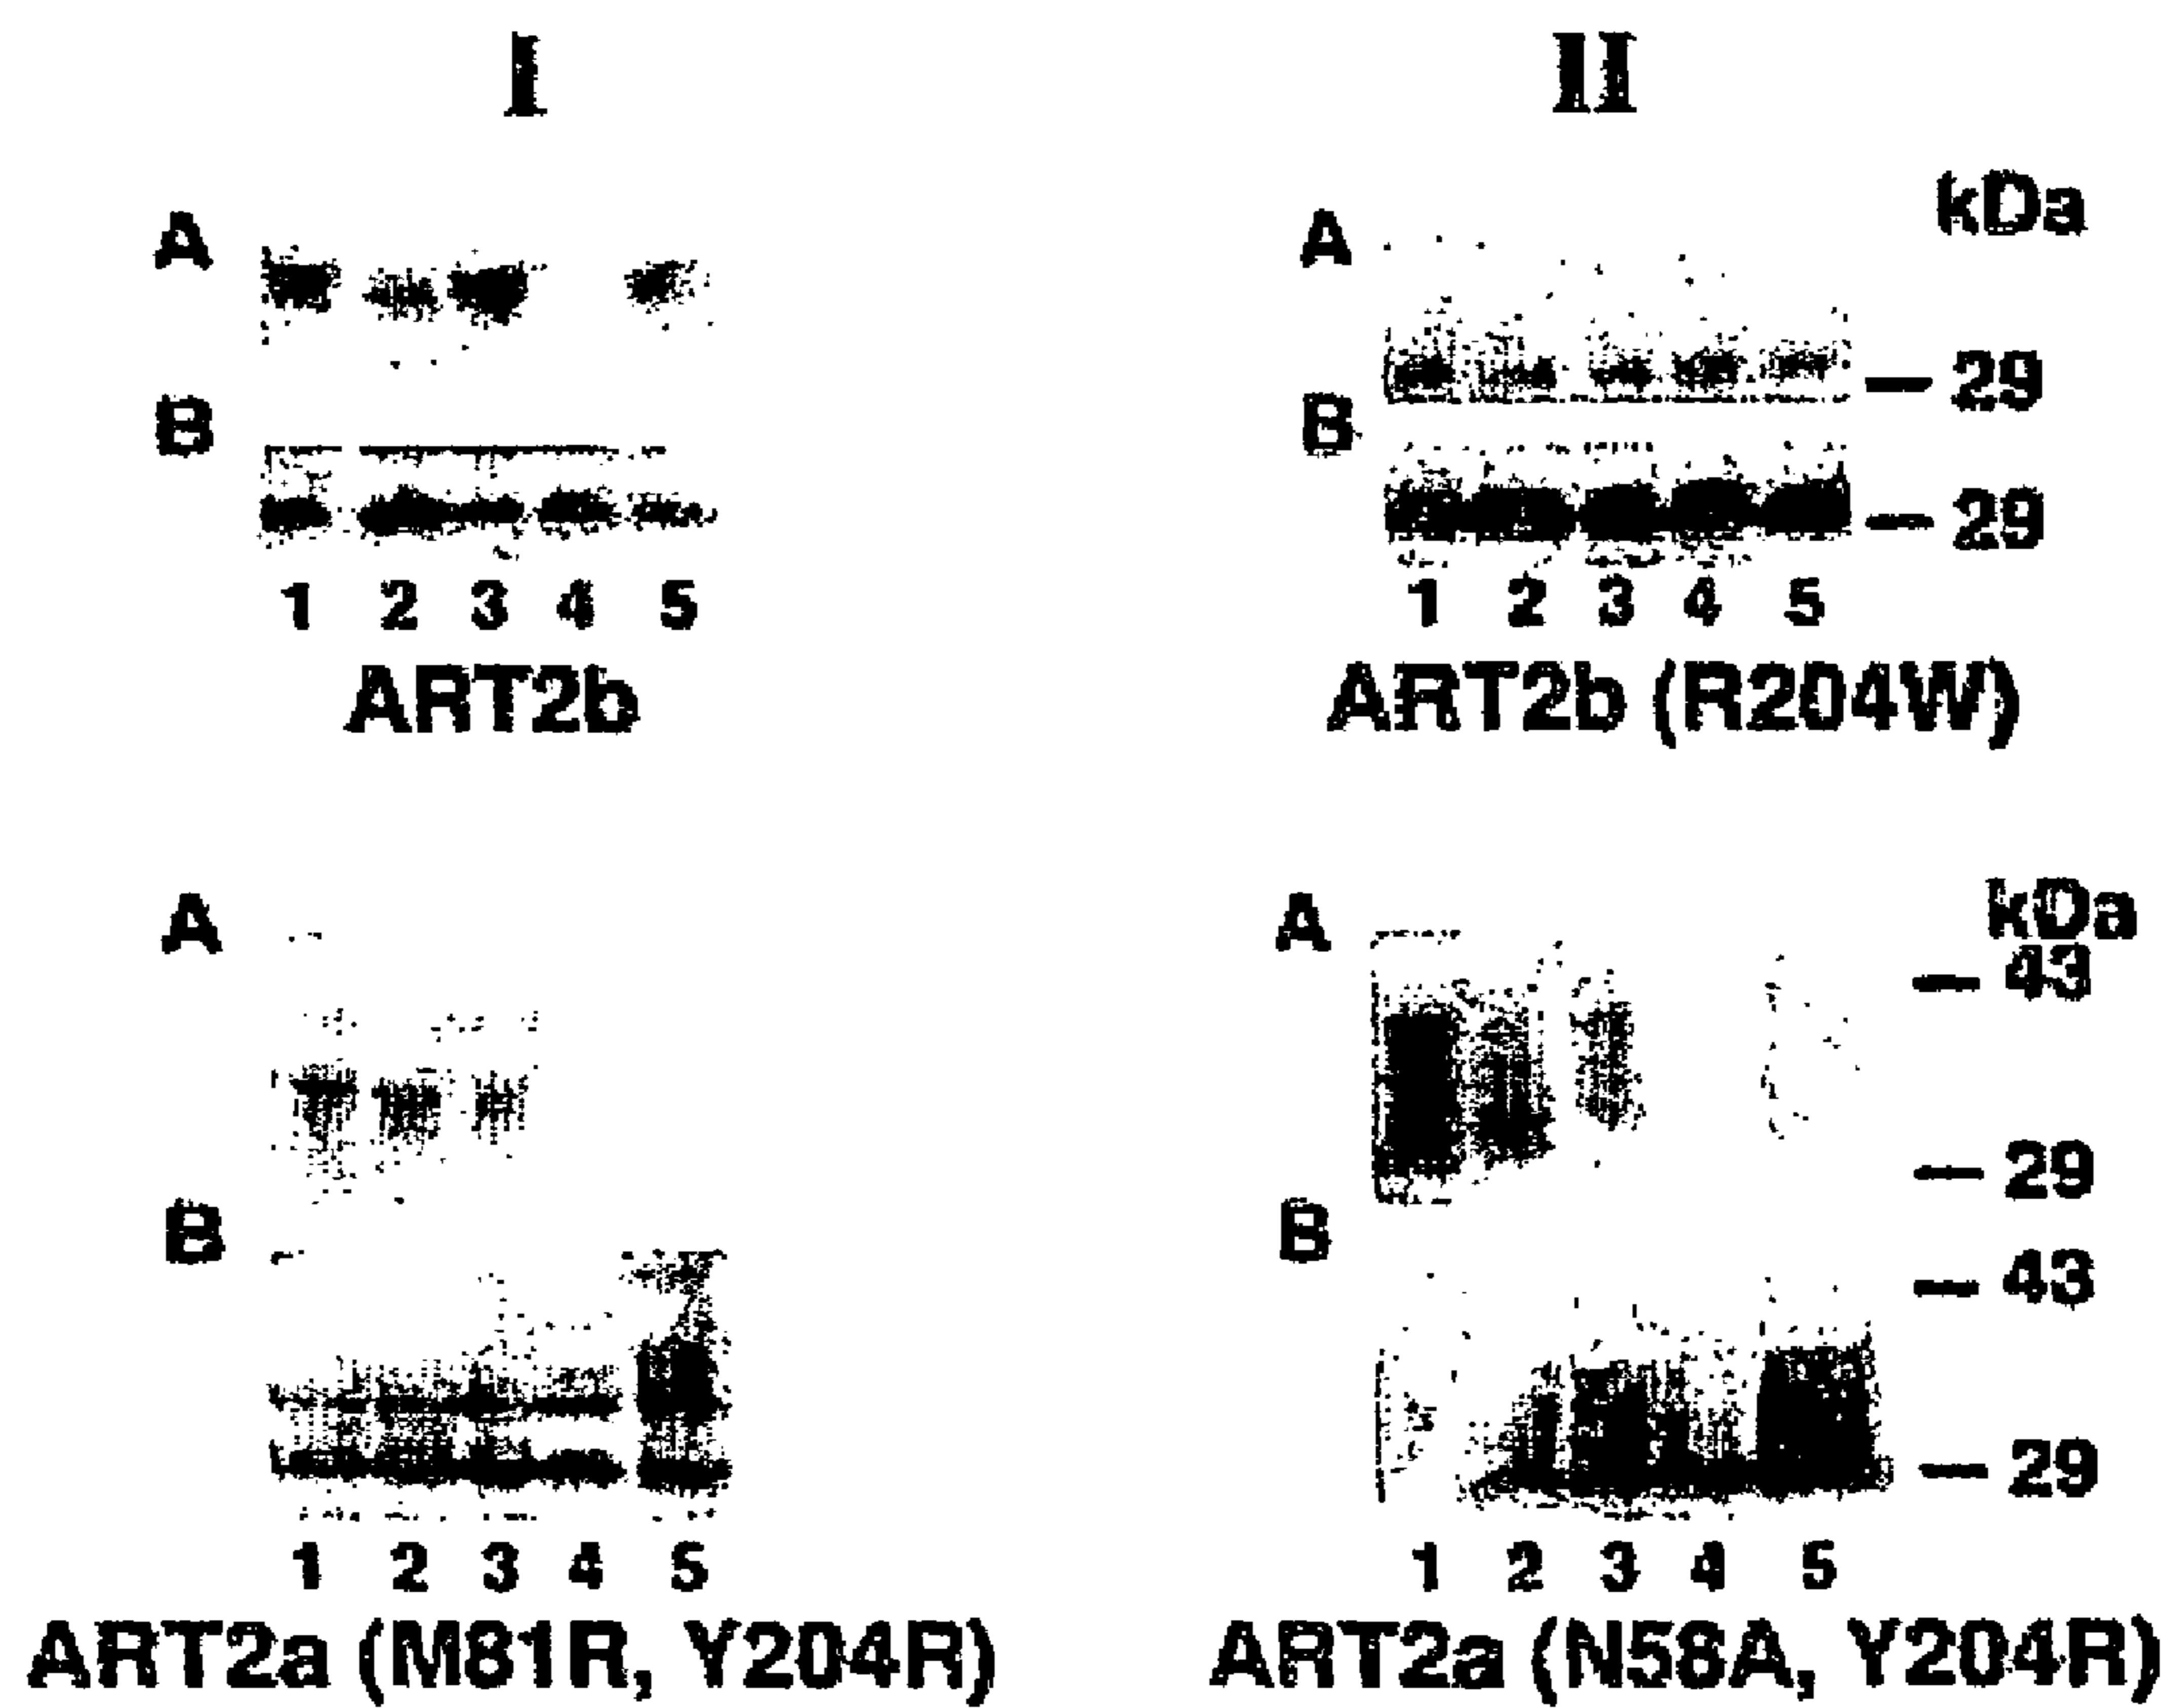 I
II
A
A
kDa
29
B
B
29
1 2 3 4 5
1 2 3 4 5
ART2b
ART2b (R204W)
A
A
kDa
43
29
B
B
43
29
1 2 3 4 5
1 2 3 4 5
ART2a (M81R, Y204R)
ART2a (N58A, Y204R)